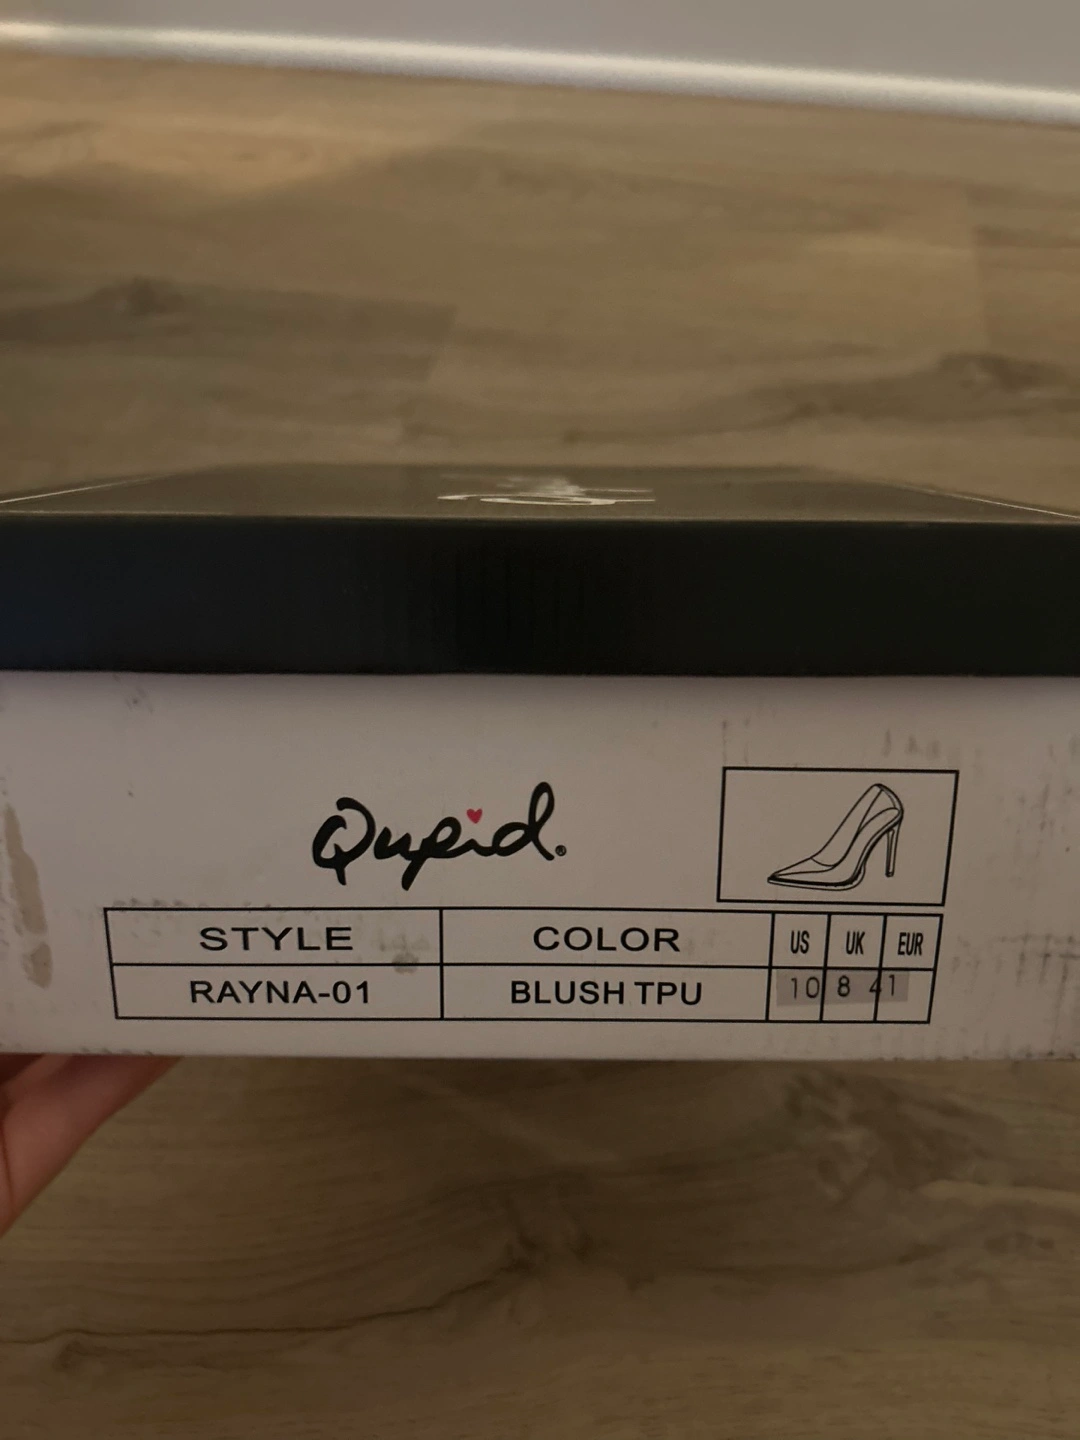 Qupid®
STYLE COLOR US UK EUR
RAYNA-01 BLUSH TPU 10 8 41